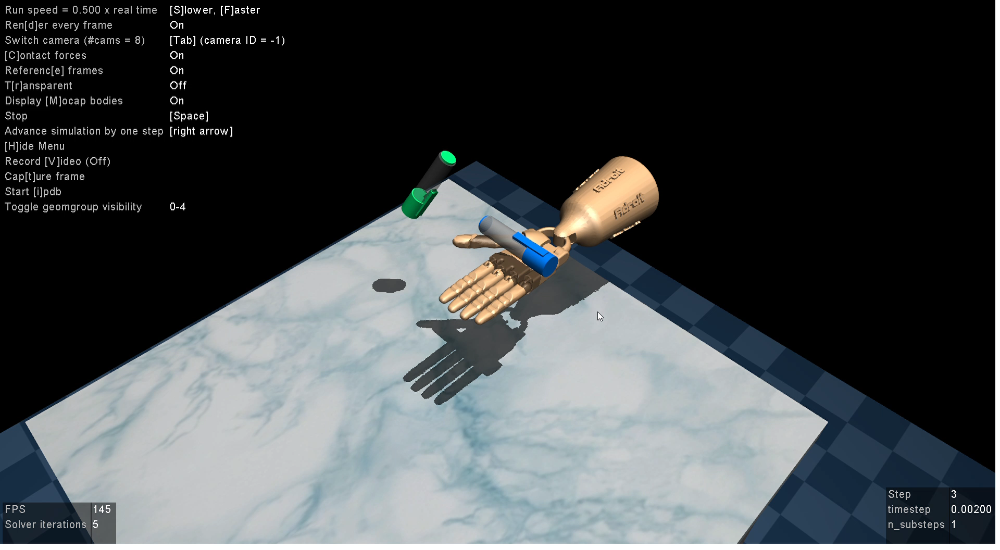 Run speed = 0.500 x real time [S]lower, [F]aster
Ren[d]er every frame On
Switch camera (#cams = 8) [Tab] (camera ID = -1)
[C]ontact forces On
Referenc[e] frames On
T[r]ansparent Off
Display [M]ocap bodies On
Stop [Space]
Advance simulation by one step [right arrow]
[H]ide Menu
Record [V]ideo (Off)
Cap[t]ure frame
Start [i]pdb
Toggle geomgroup visibility 0-4
Adroit
Adroit
FPS 145
Solver iterations 5
Step 3
timestep 0.00200
n_substeps 1